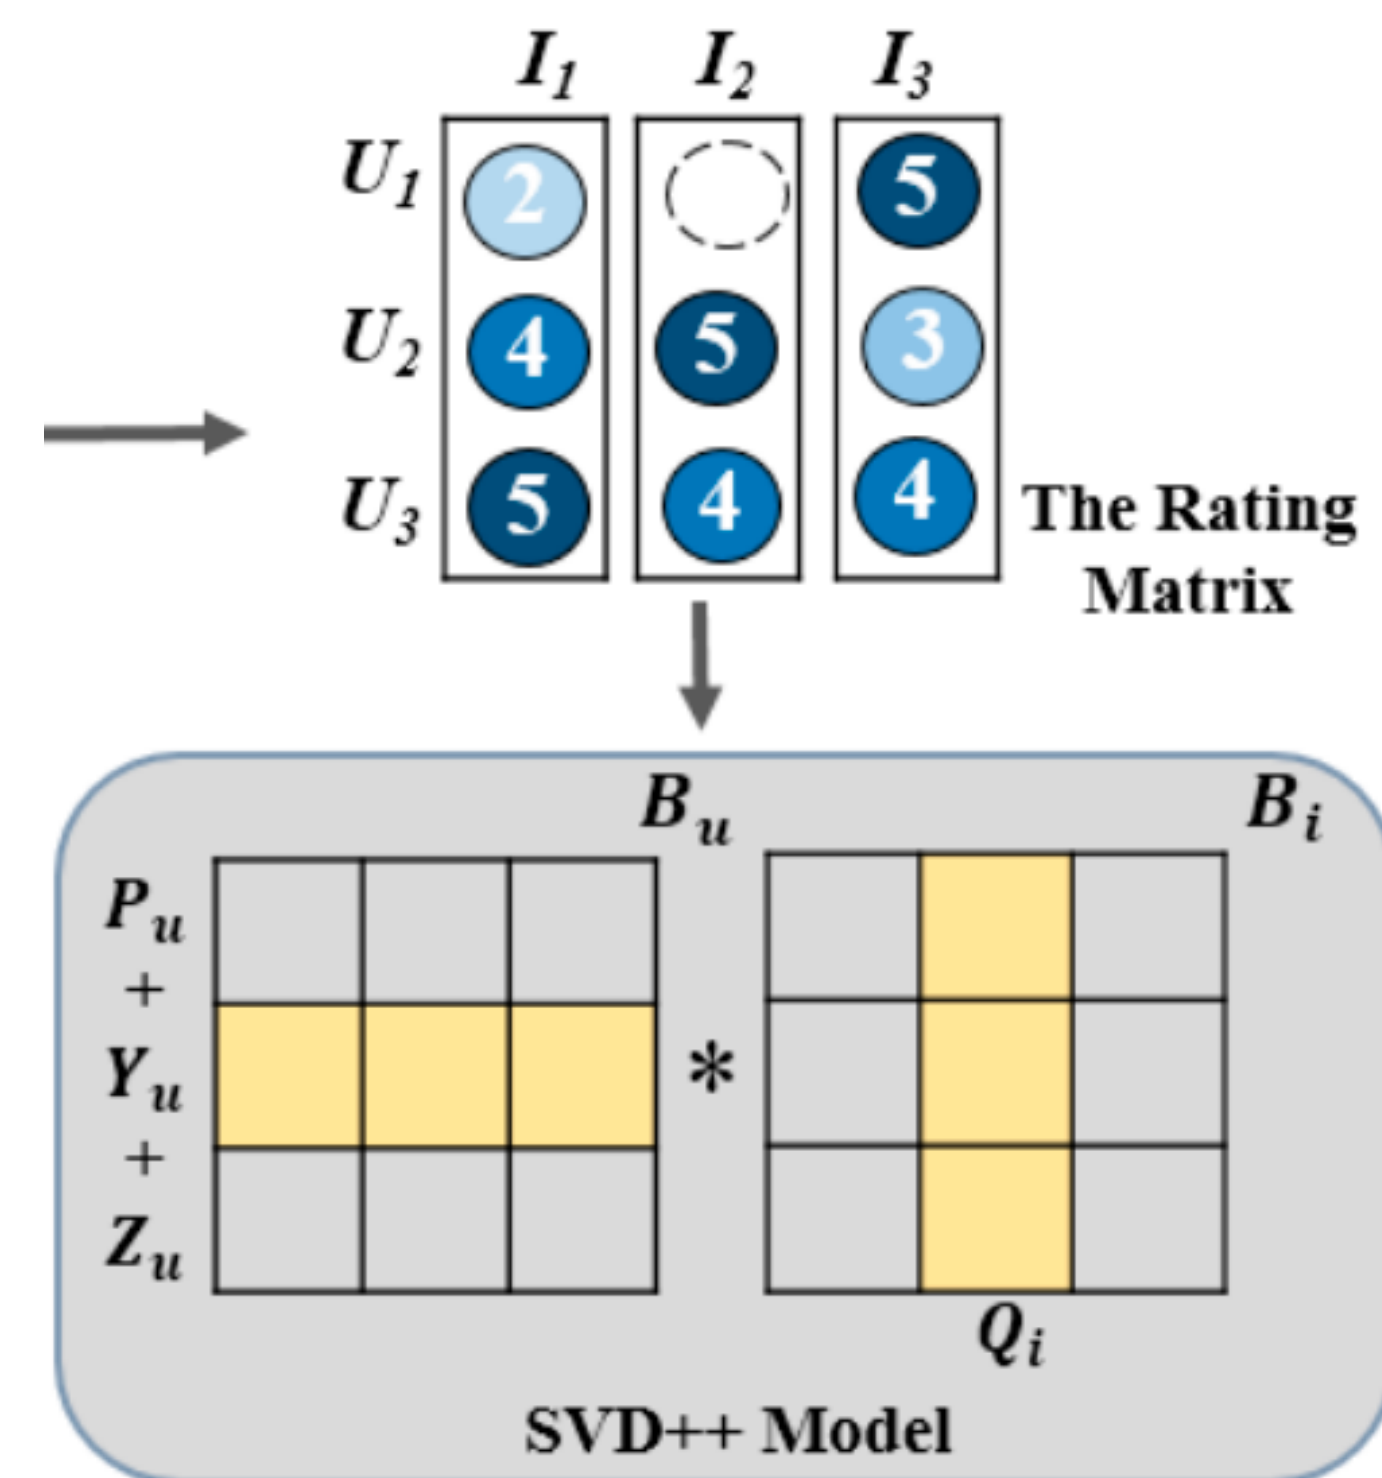 I1 I2 I3
U1 2 5
U2 4 5 3
U3 5 4 4
The Rating
Matrix
Bu Bi
Pu
+
Yu *
+
Zu
Qi
SVD++ Model